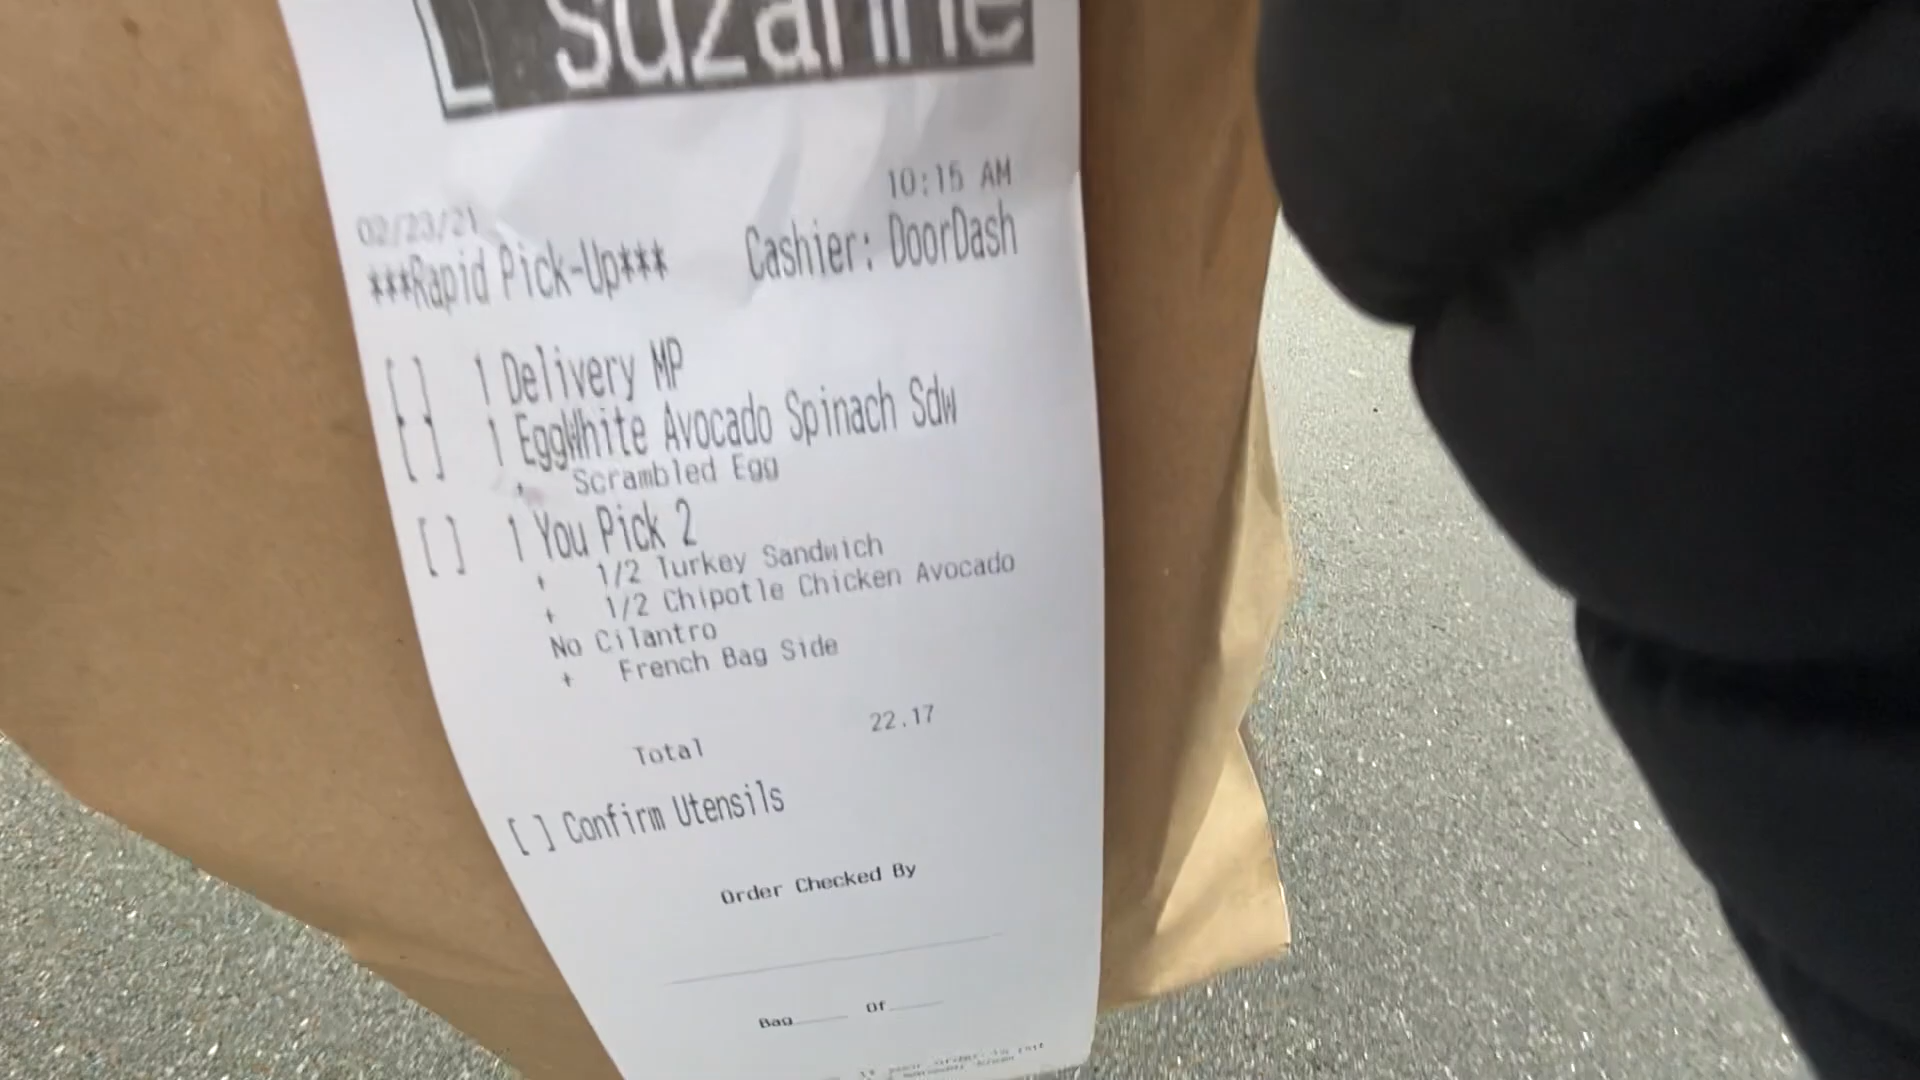 suzanne
10:15 AM
02/23/21
***Rapid Pick-Up*** Cashier: DoorDash
[ ] 1 Delivery MP
[ ] 1 EggWhite Avocado Spinach Sdw
+ Scrambled Egg
[ ] 1 You Pick 2
+ 1/2 Turkey Sandwich
+ 1/2 Chipotle Chicken Avocado
No Cilantro
+ French Bag Side
Total 22.17
[ ] Confirm Utensils
Order Checked By
Bag____ Of____